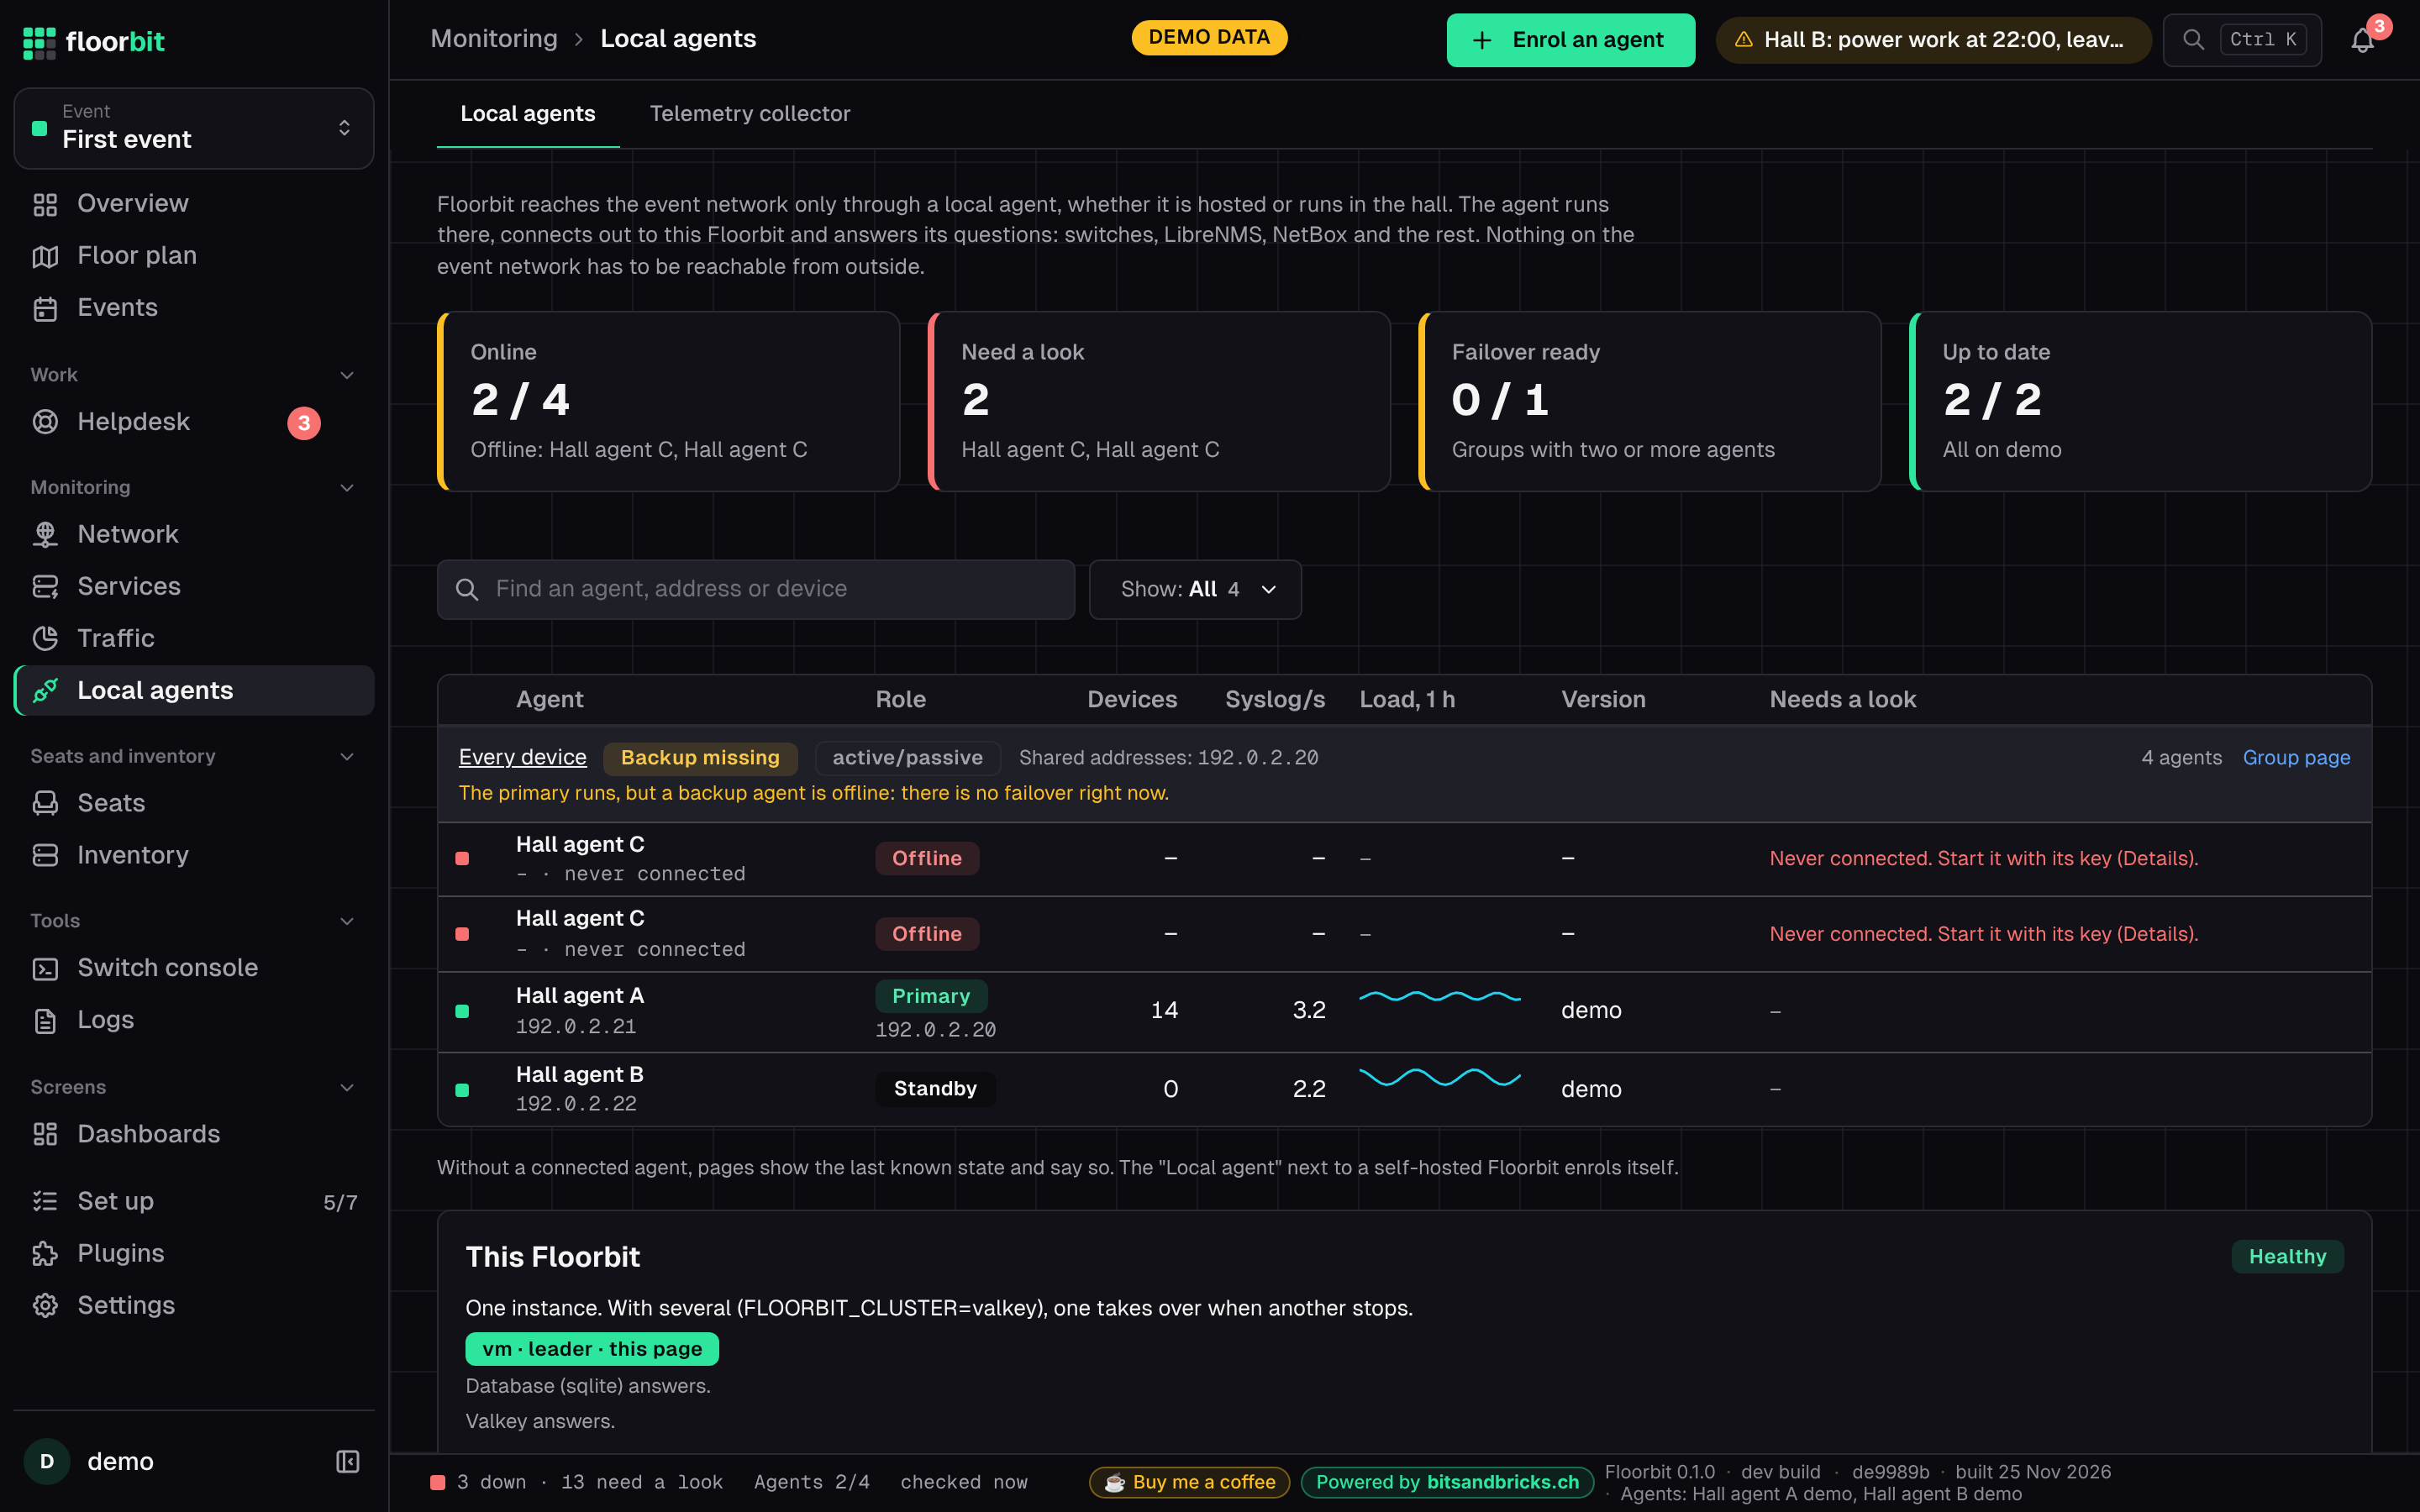 floorbit
Event
First event
Overview
Floor plan
Events
Work
Helpdesk 3
Monitoring
Network
Services
Traffic
Local agents
Seats and inventory
Seats
Inventory
Tools
Switch console
Logs
Screens
Dashboards
Set up 5/7
Plugins
Settings
D demo
Monitoring > Local agents
DEMO DATA
+ Enrol an agent
Hall B: power work at 22:00, leav...
Ctrl K
3
Local agents Telemetry collector
Floorbit reaches the event network only through a local agent, whether it is hosted or runs in the hall. The agent runs
there, connects out to this Floorbit and answers its questions: switches, LibreNMS, NetBox and the rest. Nothing on the
event network has to be reachable from outside.
Online
2 / 4
Offline: Hall agent C, Hall agent C
Need a look
2
Hall agent C, Hall agent C
Failover ready
0 / 1
Groups with two or more agents
Up to date
2 / 2
All on demo
Find an agent, address or device
Show: All 4
Agent Role Devices Syslog/s Load, 1 h Version Needs a look
Every device Backup missing active/passive Shared addresses: 192.0.2.20 4 agents Group page
The primary runs, but a backup agent is offline: there is no failover right now.
Hall agent C
– · never connected
Offline – – – – Never connected. Start it with its key (Details).
Hall agent C
– · never connected
Offline – – – – Never connected. Start it with its key (Details).
Hall agent A
192.0.2.21
Primary
192.0.2.20
14 3.2 demo –
Hall agent B
192.0.2.22
Standby 0 2.2 demo –
Without a connected agent, pages show the last known state and say so. The "Local agent" next to a self-hosted Floorbit enrols itself.
This Floorbit Healthy
One instance. With several (FLOORBIT_CLUSTER=valkey), one takes over when another stops.
vm · leader · this page
Database (sqlite) answers.
Valkey answers.
3 down · 13 need a look Agents 2/4 checked now
☕ Buy me a coffee
Powered by bitsandbricks.ch
Floorbit 0.1.0 · dev build · de9989b · built 25 Nov 2026
· Agents: Hall agent A demo, Hall agent B demo